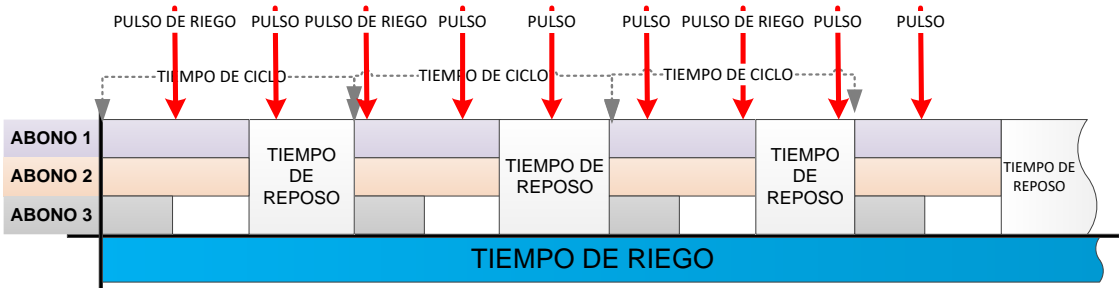 PULSO DE RIEGO PULSO PULSO DE RIEGO PULSO PULSO PULSO PULSO DE RIEGO PULSO PULSO
TIEMPO DE CICLO TIEMPO DE CICLO TIEMPO DE CICLO
ABONO 1
ABONO 2
ABONO 3
TIEMPO
DE
REPOSO
TIEMPO DE
REPOSO
TIEMPO
DE
REPOSO
TIEMPO DE
REPOSO
TIEMPO DE RIEGO